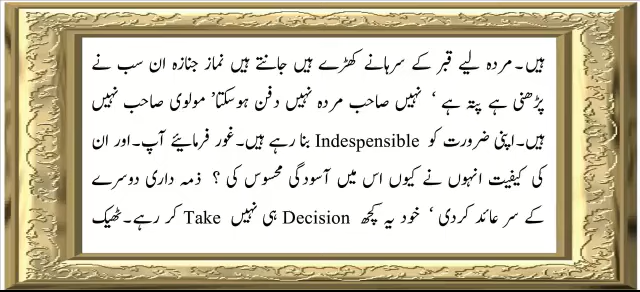 ہیں۔ مردہ لیے قبر کے سرہانے کھڑے ہیں جانتے ہیں نماز جنازہ ان سب نے
پڑھنی ہے پتہ ہے ‘ نہیں صاحب مردہ نہیں دفن ہوسکتا’ مولوی صاحب نہیں
ہیں۔اپنی ضرورت کو Indespensible بنا رہے ہیں۔غور فرمائیے آپ۔اور ان
کی کیفیت انہوں نے کیوں اس میں آسودگی محسوس کی ؟ ذمہ داری دوسرے
کے سر عائد کردی ‘ خود یہ کچھ Decision ہی نہیں Take کر رہے۔ٹھیک